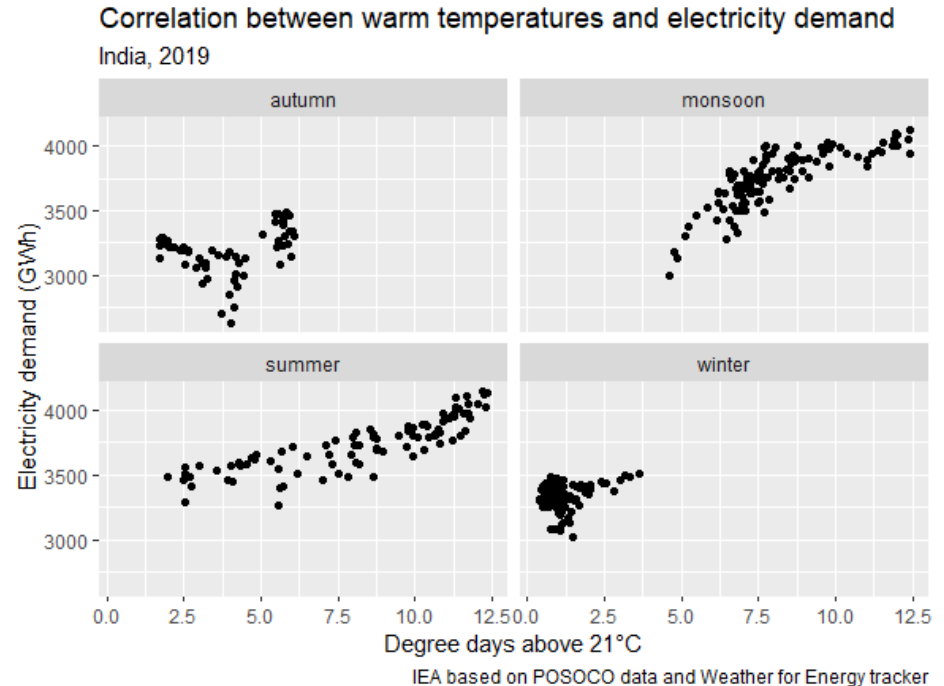 Correlation between warm temperatures and electricity demand
India, 2019
autumn
monsoon
4000
3500
3000
summer
winter
4000
3500
3000
Electricity demand (GWh)
0.0 2.5 5.0 7.5 10.0 12.5 0.0 2.5 5.0 7.5 10.0 12.5
Degree days above 21°C
IEA based on POSOCO data and Weather for Energy tracker